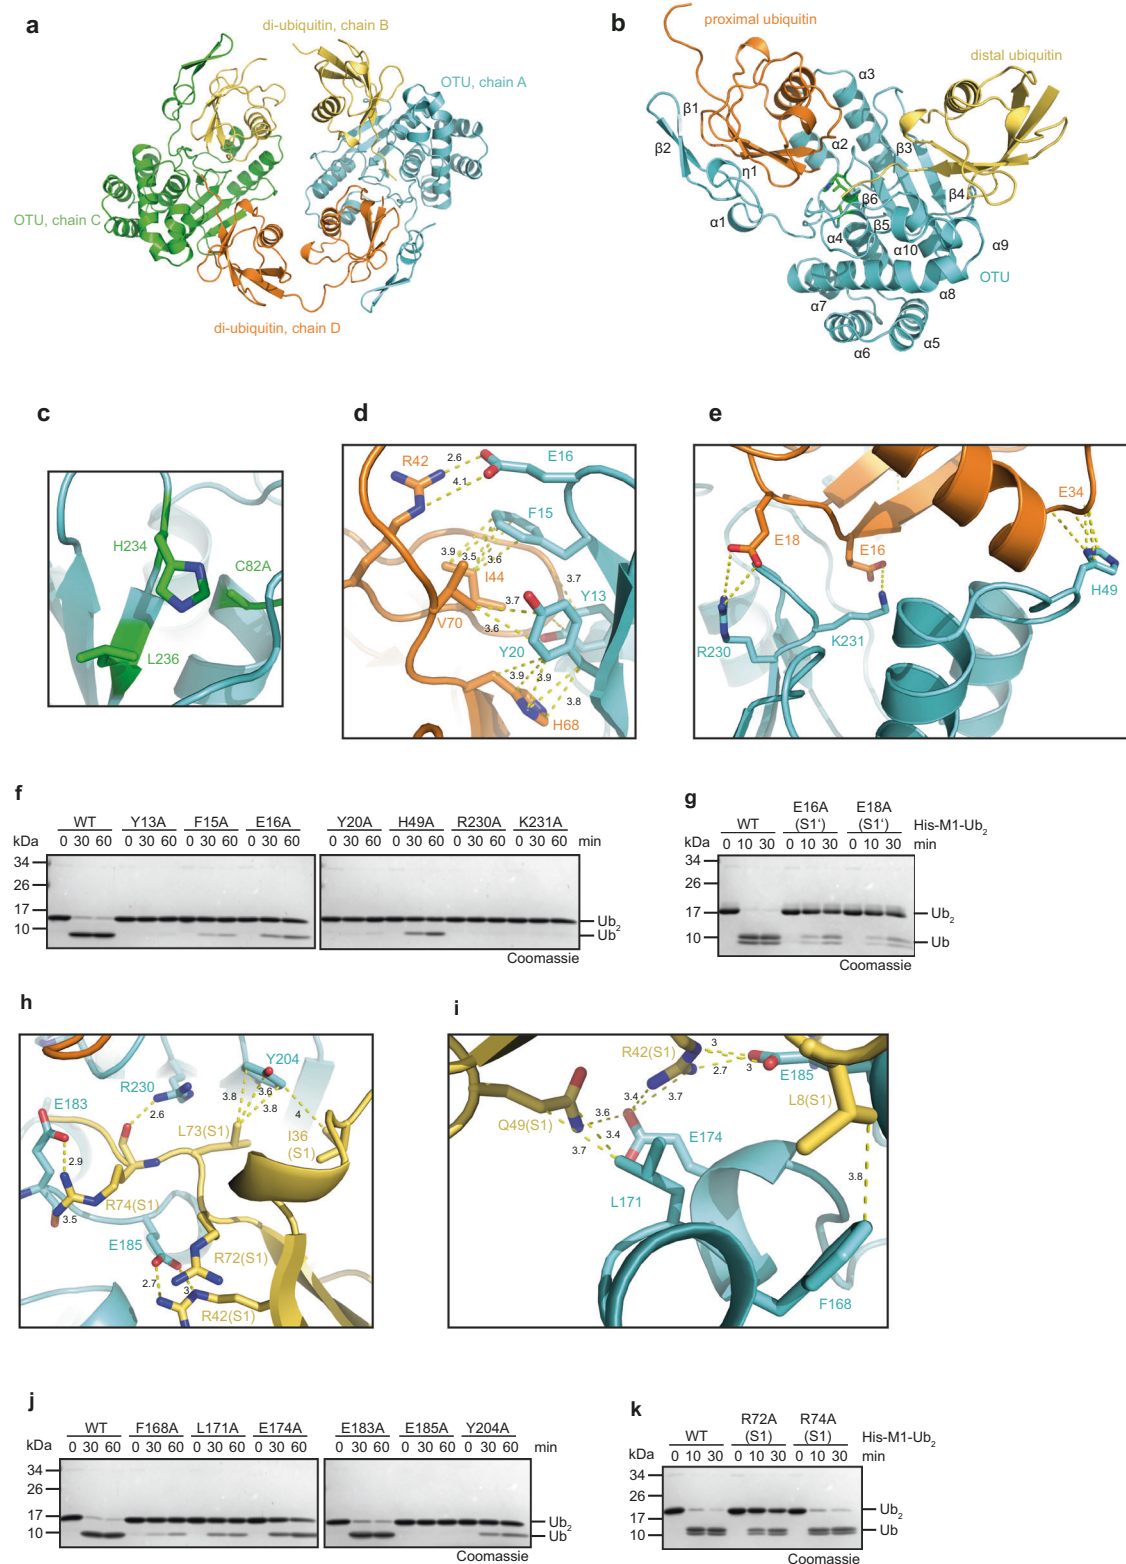 a
di-ubiquitin, chain B
OTU, chain A
OTU, chain C
di-ubiquitin, chain D
b
proximal ubiquitin
distal ubiquitin
α3
β1
β2
α2
β3
η1
β6
β4
α1
β5
α4
α10
α9
OTU
α8
α7
α6
α5
c
H234
C82A
L236
d
R42
2.6
E16
4.1
F15
3.9
3.5
3.6
I44
3.7
Y13
3.7
V70
3.6
Y20
3.9
3.9
3.8
H68
e
E34
E18
E16
H49
K231
R230
f
WT Y13A F15A E16A Y20A H49A R230A K231A
kDa 0 30 60 0 30 60 0 30 60 0 30 60 0 30 60 0 30 60 0 30 60 0 30 60 min
34
26
17
10
Ub2
Ub
Coomassie
g
E16A E18A
WT (S1') (S1') His-M1-Ub2
0 10 30 0 10 30 0 10 30 min
kDa
34
26
17
10
Ub2
Ub
Coomassie
h
Y204
R230
3.8
3.6
3.8
4
E183
2.6
L73(S1)
I36
(S1)
2.9
R74(S1)
3.5
E185
R72(S1)
2.7
3
R42(S1)
i
R42(S1)
3
2.7
3
E185
L8(S1)
Q49(S1)
3.4
3.7
3.6
3.4
E174
3.7
3.8
L171
F168
j
WT F168A L171A E174A E183A E185A Y204A
kDa 0 30 60 0 30 60 0 30 60 0 30 60 0 30 60 0 30 60 0 30 60 min
34
26
17
10
Ub2
Ub
Coomassie
k
R72A R74A
WT (S1) (S1) His-M1-Ub2
kDa 0 10 30 0 10 30 0 10 30 min
34
26
17
10
Ub2
Ub
Coomassie